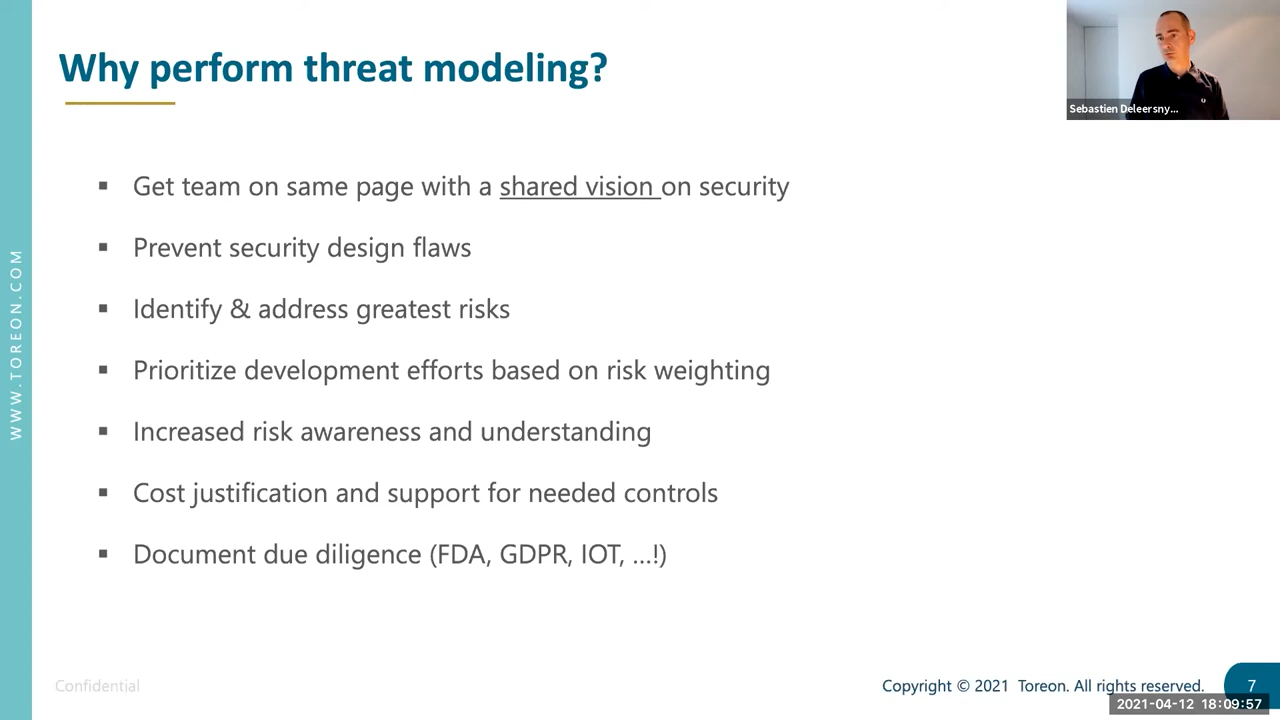 Why perform threat modeling?
Sebastien Deleersny...
▪ Get team on same page with a shared vision on security
▪ Prevent security design flaws
▪ Identify & address greatest risks
▪ Prioritize development efforts based on risk weighting
▪ Increased risk awareness and understanding
▪ Cost justification and support for needed controls
▪ Document due diligence (FDA, GDPR, IOT, ...!)
WWW.TOREON.COM
Confidential
Copyright © 2021 Toreon. All rights reserved.
7
2021-04-12 18:09:57